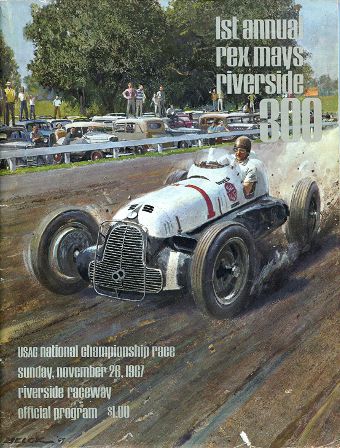 1st annual
rex mays
riverside
300
1
USAC national championship race
sunday, november 26, 1967
riverside raceway
official program $1.00